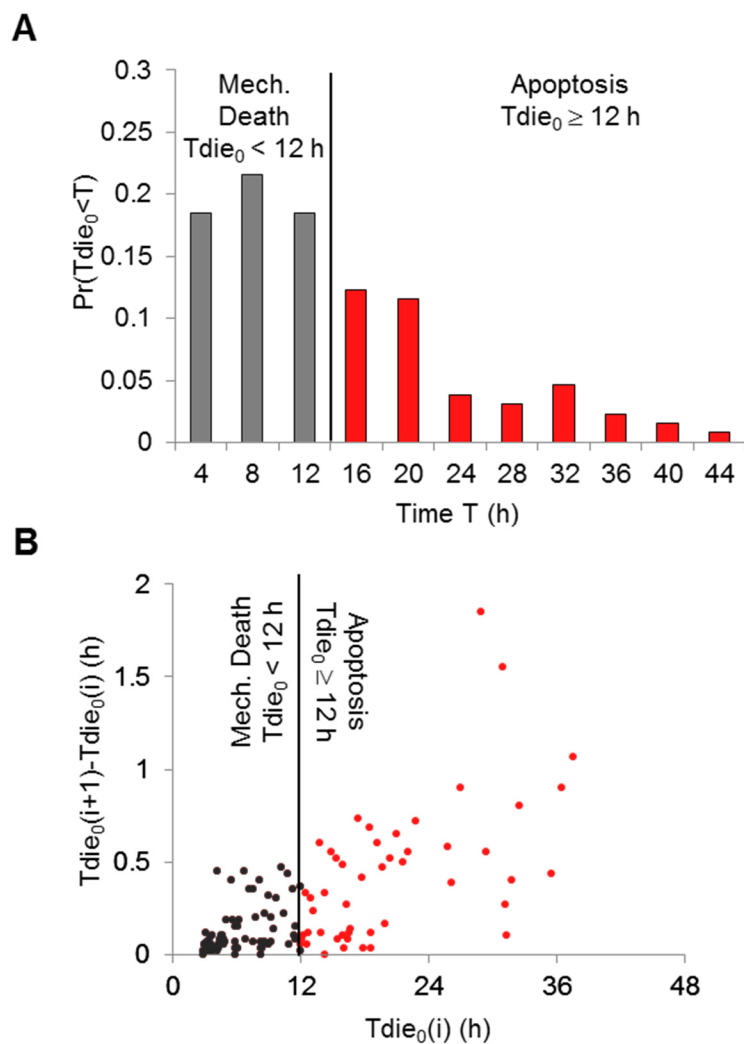 A
0.3
0.25
0.2
0.15
0.1
0.05
0
Pr(Tdie₀<T)
Mech.
Death
Tdie₀ < 12 h
Apoptosis
Tdie₀ ≥ 12 h
4 8 12 16 20 24 28 32 36 40 44
Time T (h)
B
2
1.5
1
0.5
0
Tdie₀(i+1)-Tdie₀(i) (h)
Mech. Death
Tdie₀ < 12 h
Apoptosis
Tdie₀ ≥ 12 h
0 12 24 36 48
Tdie₀(i) (h)